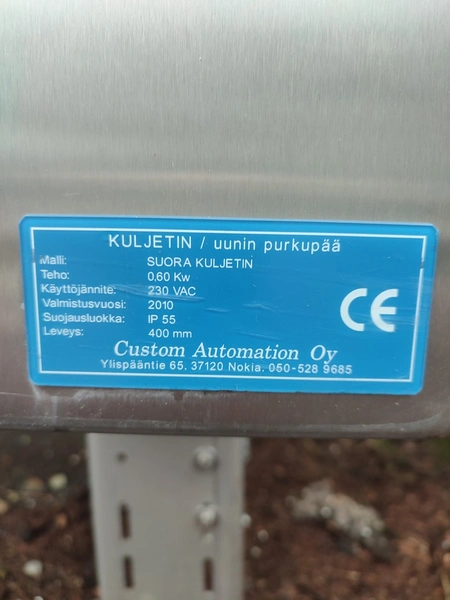 KULJETIN / uunin purkupää
Malli: SUORA KULJETIN
Teho: 0,60 Kw
Käyttöjännite: 230 VAC
Valmistusvuosi: 2010
Suojausluokka: IP 55
Leveys: 400 mm
CE
Custom Automation Oy
Ylispääntie 65, 37120 Nokia. 050-528 9685